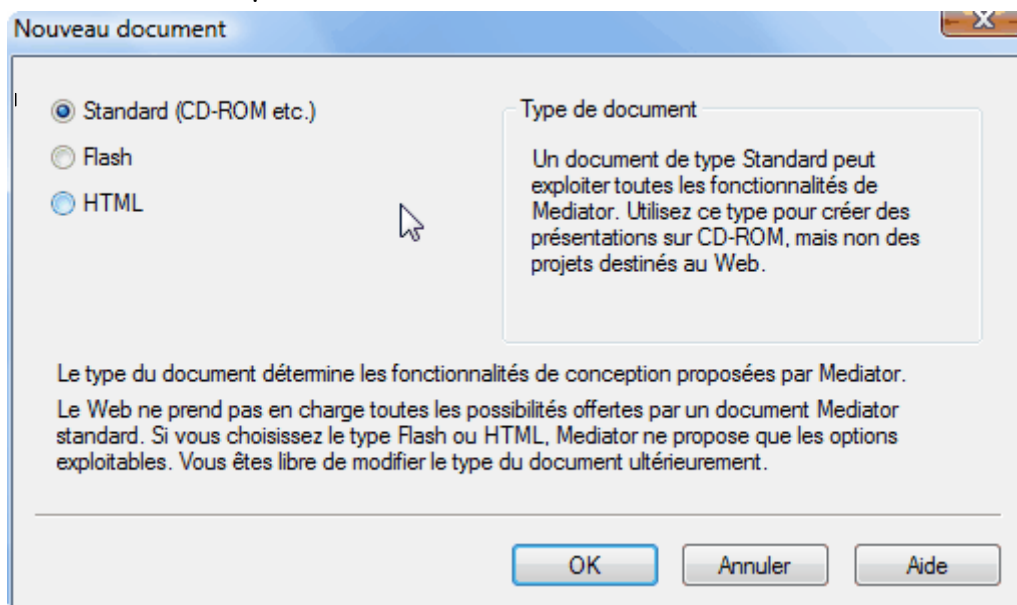 Nouveau document
Standard (CD-ROM etc.)
Flash
HTML
Type de document
Un document de type Standard peut
exploiter toutes les fonctionnalités de
Mediator. Utilisez ce type pour créer des
présentations sur CD-ROM, mais non des
projets destinés au Web.
Le type du document détermine les fonctionnalités de conception proposées par Mediator.
Le Web ne prend pas en charge toutes les possibilités offertes par un document Mediator
standard. Si vous choisissez le type Flash ou HTML, Mediator ne propose que les options
exploitables. Vous êtes libre de modifier le type du document ultérieurement.
OK
Annuler
Aide